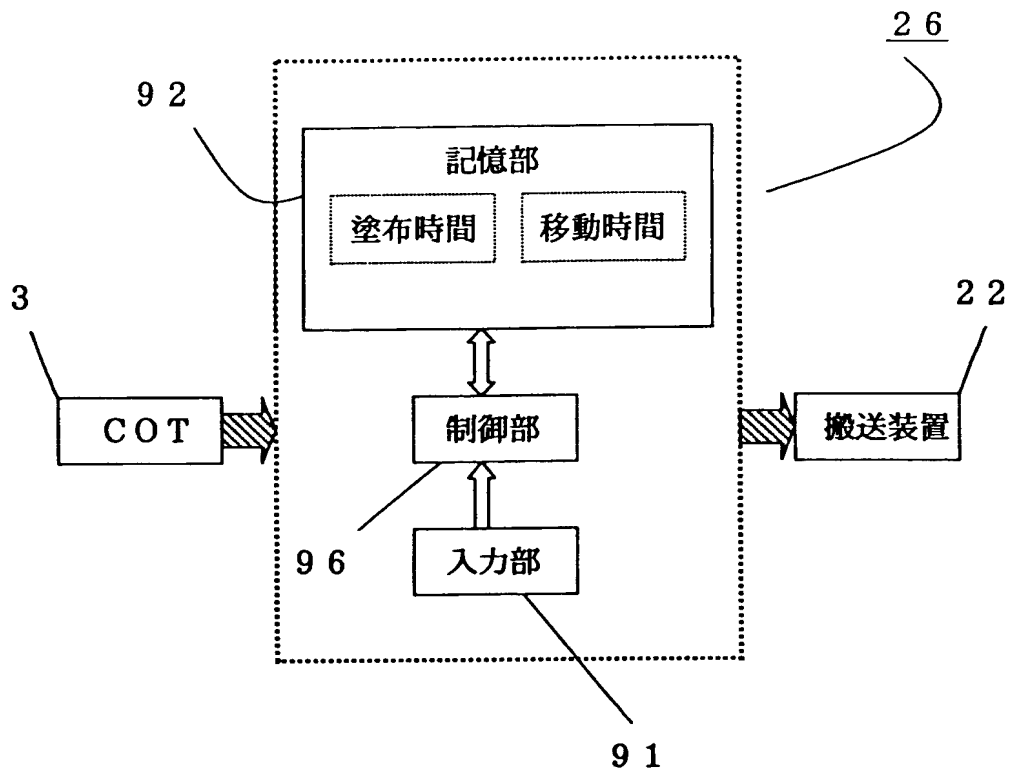 ２６
９２
記憶部
塗布時間 移動時間
３
２２
ＣＯＴ
制御部
搬送装置
９６
入力部
９１